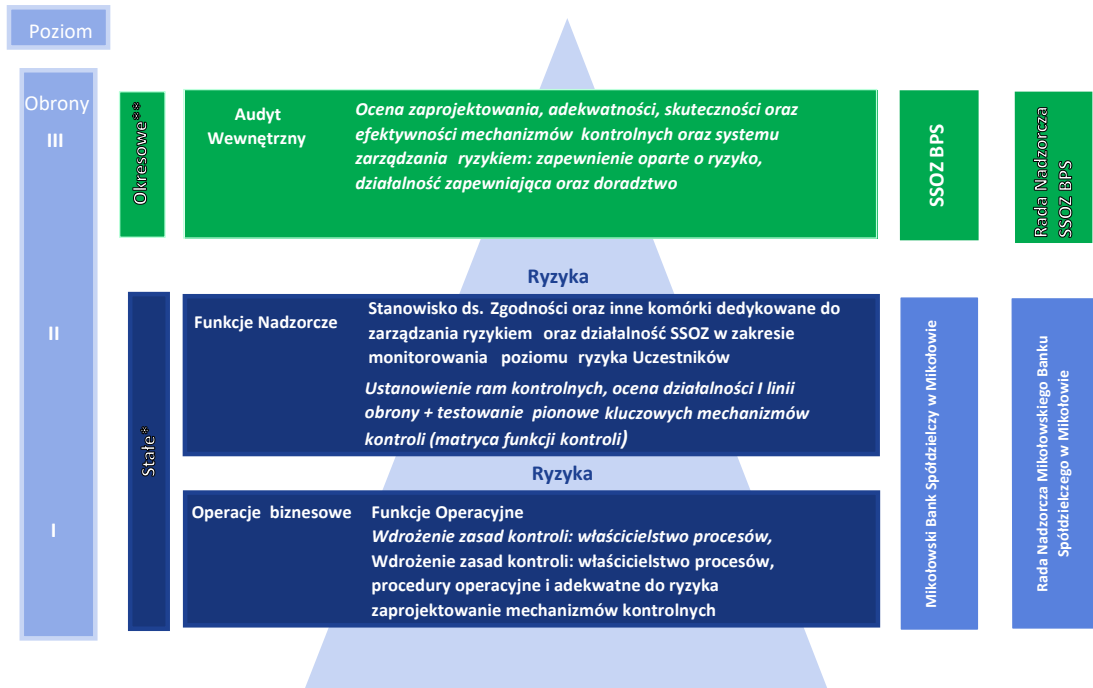 Poziom
Obrony
III
Okresowe**
Audyt
Wewnętrzny
Ocena zaprojektowania, adekwatności, skuteczności oraz
efektywności mechanizmów kontrolnych oraz systemu
zarządzania ryzykiem: zapewnienie oparte o ryzyko,
działalność zapewniająca oraz doradztwo
SSOZ BPS
Rada Nadzorcza
SSOZ BPS
Ryzyka
II
Stałe*
Funkcje Nadzorcze
Stanowisko ds. Zgodności oraz inne komórki dedykowane do
zarządzania ryzykiem oraz działalność SSOZ w zakresie
monitorowania poziomu ryzyka Uczestników
Ustanowienie ram kontrolnych, ocena działalności I linii
obrony + testowanie pionowe kluczowych mechanizmów
kontroli (matryca funkcji kontroli)
Mikołowski Bank Spółdzielczy w Mikołowie
Rada Nadzorcza Mikołowskiego Banku
Spółdzielczego w Mikołowie
Ryzyka
I
Operacje biznesowe
Funkcje Operacyjne
Wdrożenie zasad kontroli: właścicielstwo procesów,
Wdrożenie zasad kontroli: właścicielstwo procesów,
procedury operacyjne i adekwatne do ryzyka
zaprojektowanie mechanizmów kontrolnych